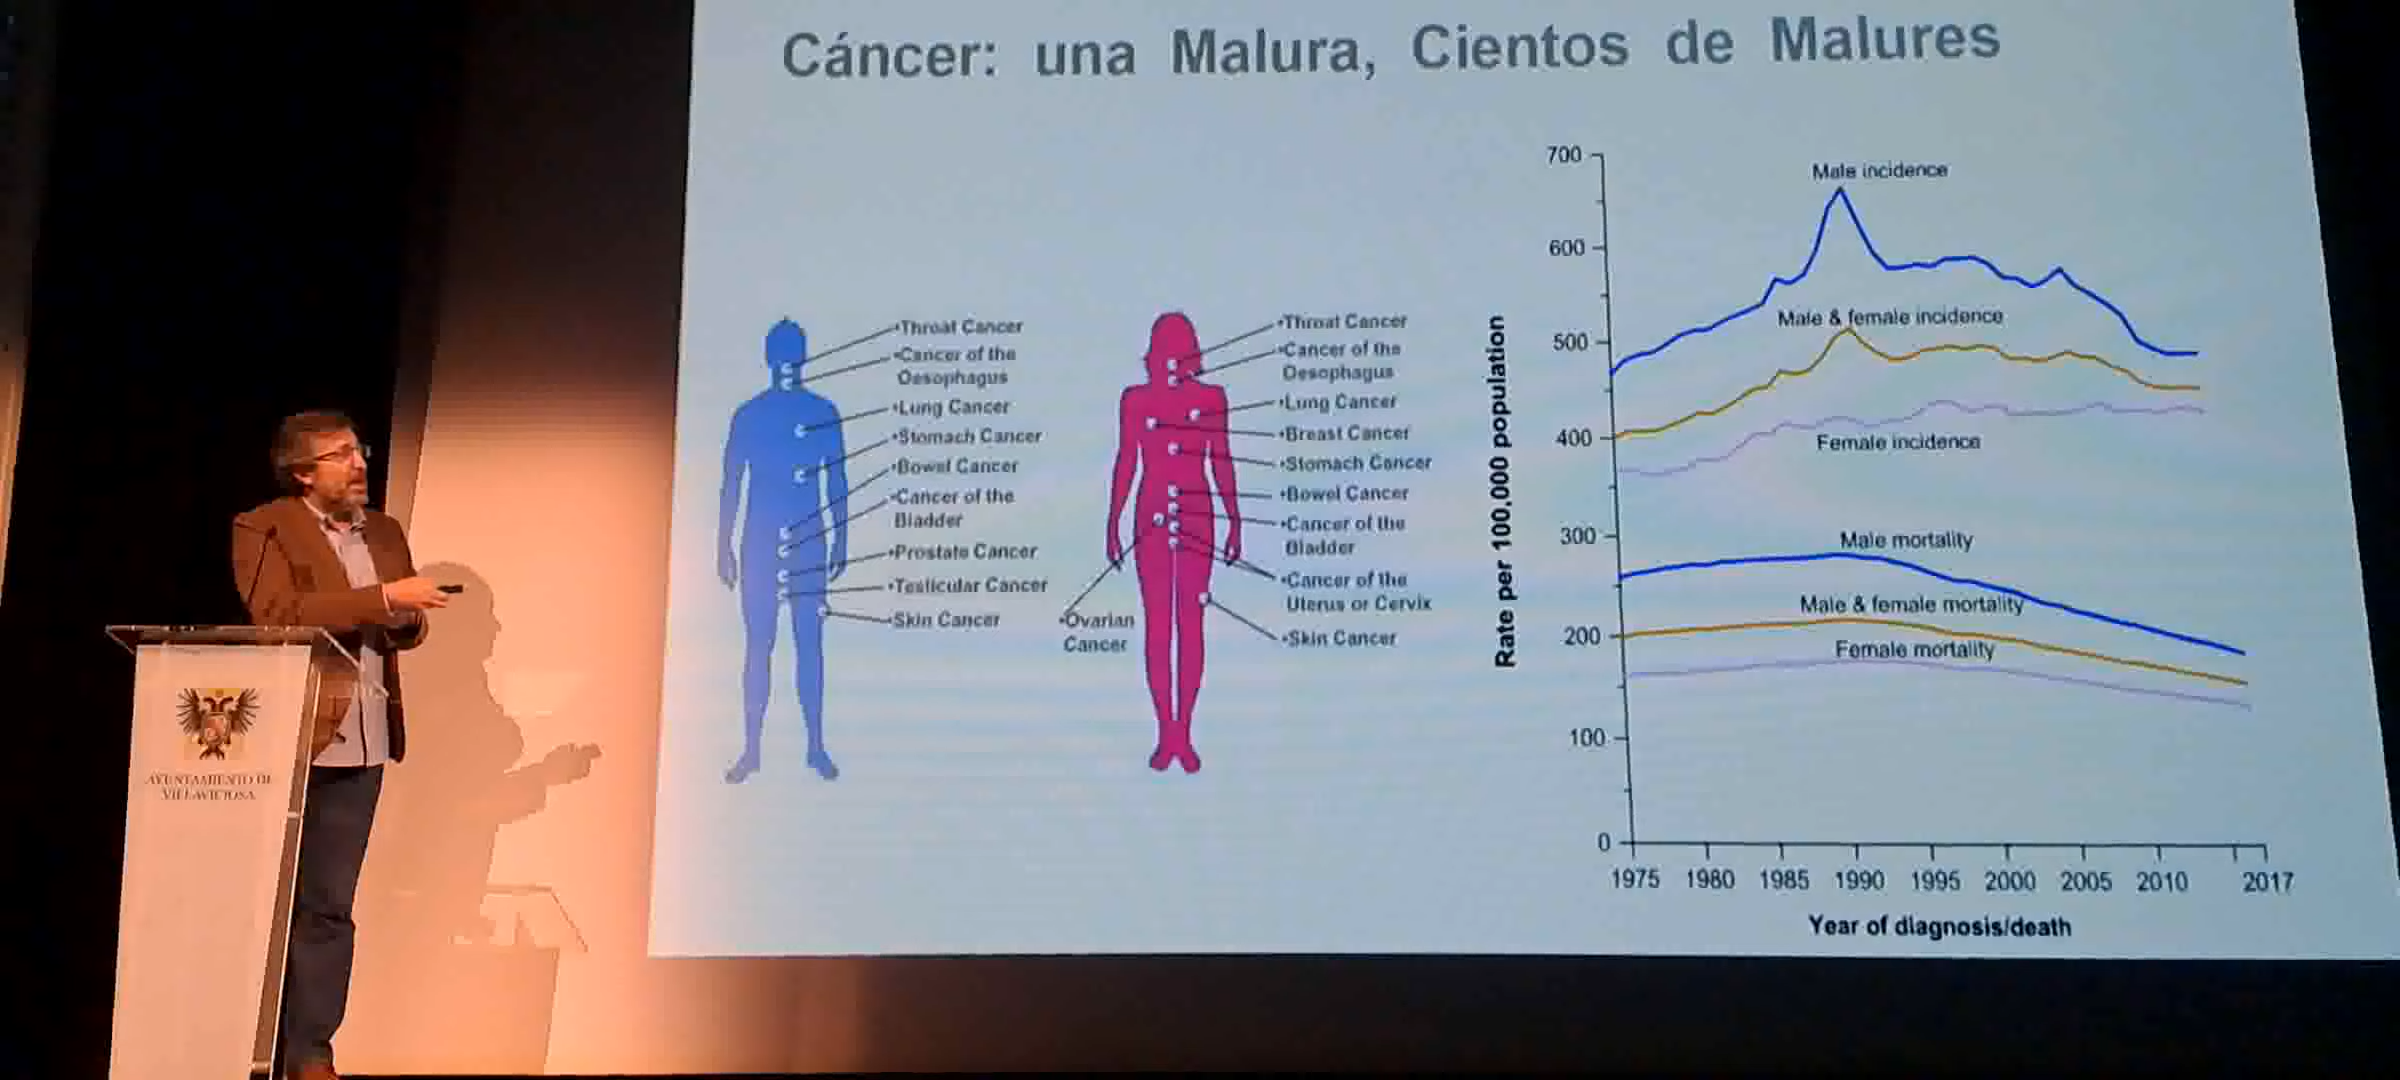 Cáncer: una Malura, Cientos de Malures
•Throat Cancer
•Cancer of the
Oesophagus
•Lung Cancer
•Stomach Cancer
•Bowel Cancer
•Cancer of the
Bladder
•Prostate Cancer
•Testicular Cancer
•Skin Cancer
•Throat Cancer
•Cancer of the
Oesophagus
•Lung Cancer
•Breast Cancer
•Stomach Cancer
•Bowel Cancer
•Cancer of the
Bladder
•Cancer of the
Uterus or Cervix
•Ovarian
Cancer
•Skin Cancer
Rate per 100,000 population
700
600
500
400
300
200
100
0
Male incidence
Male & female incidence
Female incidence
Male mortality
Male & female mortality
Female mortality
1975 1980 1985 1990 1995 2000 2005 2010 2017
Year of diagnosis/death
AYUNTAMIENTO DE
VILLAVICIOSA